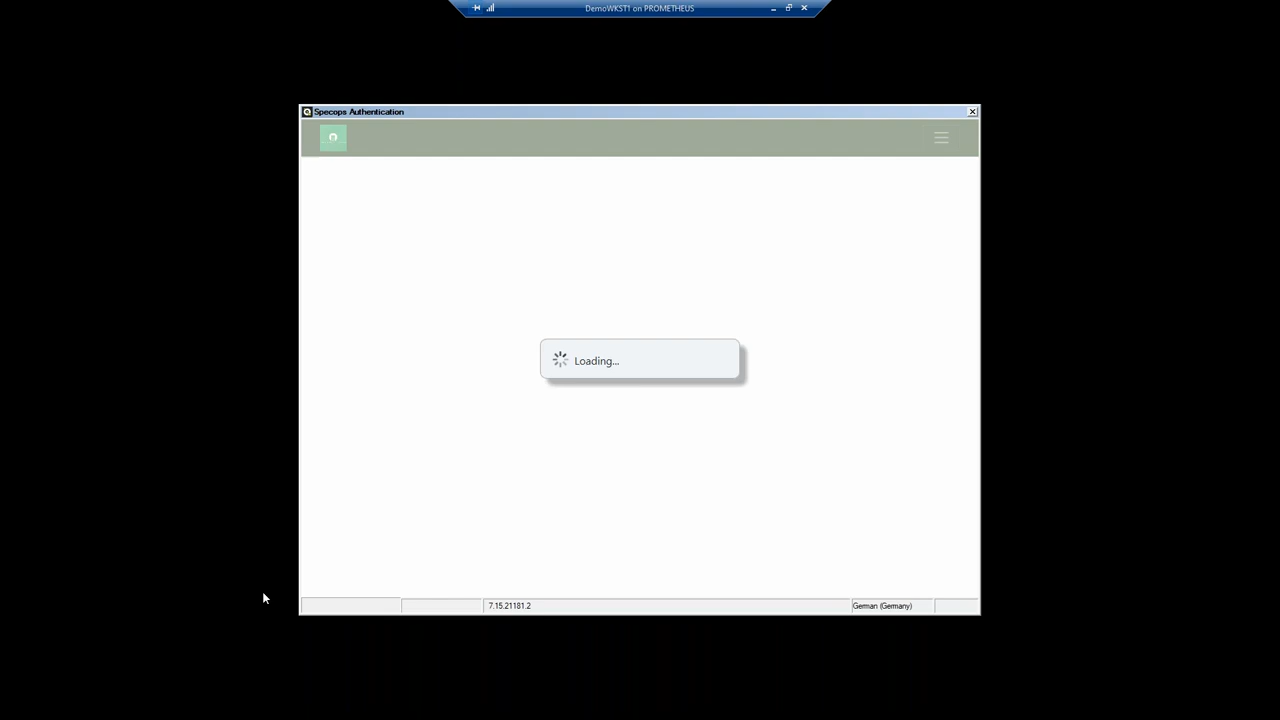 DemoWKST1 on PROMETHEUS
Specops Authentication
Loading...
7.15.21181.2
German (Germany)